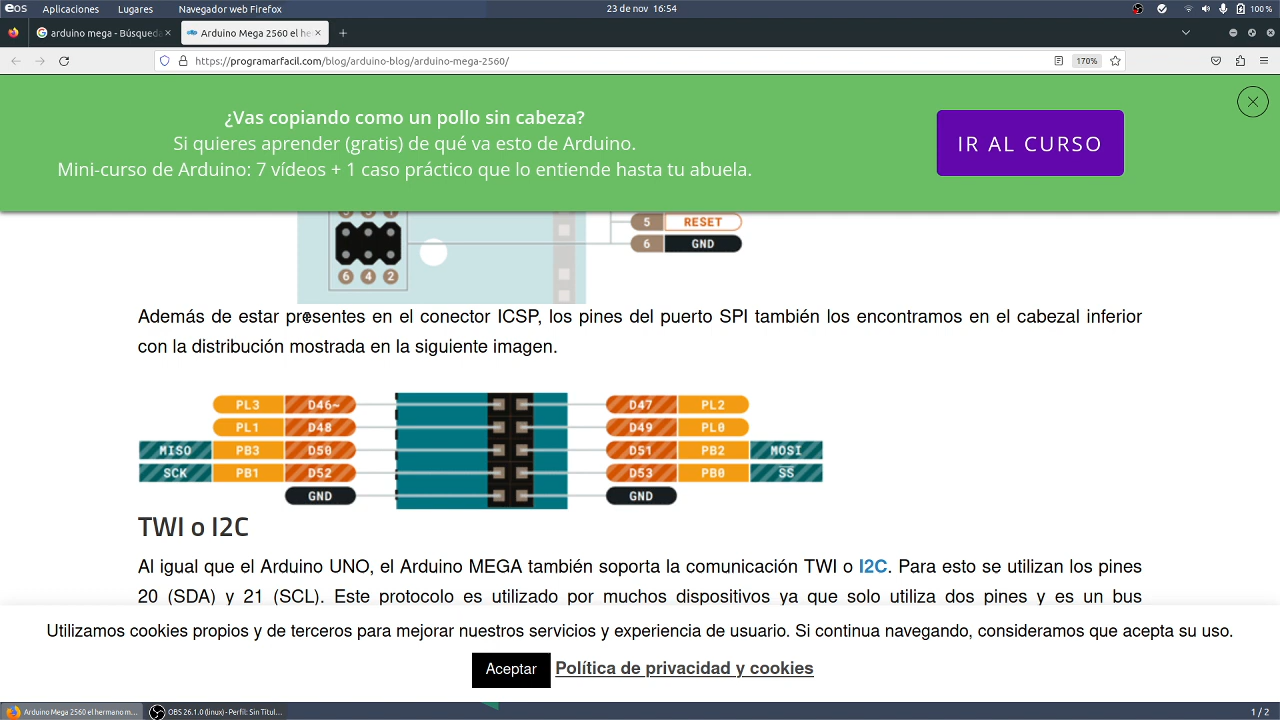 eos Aplicaciones Lugares Navegador web Firefox 23 de nov 16:54 100 %
arduino mega - Búsqueda × Arduino Mega 2560 el he × +
https://programarfacil.com/blog/arduino-blog/arduino-mega-2560/ 170%
¿Vas copiando como un pollo sin cabeza?
Si quieres aprender (gratis) de qué va esto de Arduino.
Mini-curso de Arduino: 7 vídeos + 1 caso práctico que lo entiende hasta tu abuela.
IR AL CURSO
5 3 1
5 RESET
6 GND
6 4 2
Además de estar presentes en el conector ICSP, los pines del puerto SPI también los encontramos en el cabezal inferior
con la distribución mostrada en la siguiente imagen.
PL3 D46~ D47 PL2
PL1 D48 D49 PL0
MISO PB3 D50 D51 PB2 MOSI
SCK PB1 D52 D53 PB0 SS
GND GND
TWI o I2C
Al igual que el Arduino UNO, el Arduino MEGA también soporta la comunicación TWI o I2C. Para esto se utilizan los pines
20 (SDA) y 21 (SCL). Este protocolo es utilizado por muchos dispositivos ya que solo utiliza dos pines y es un bus
Utilizamos cookies propios y de terceros para mejorar nuestros servicios y experiencia de usuario. Si continua navegando, consideramos que acepta su uso.
Aceptar Política de privacidad y cookies
Arduino Mega 2560 el hermano m... OBS 26.1.0 (linux) - Perfil: Sin Títul... 1 / 2